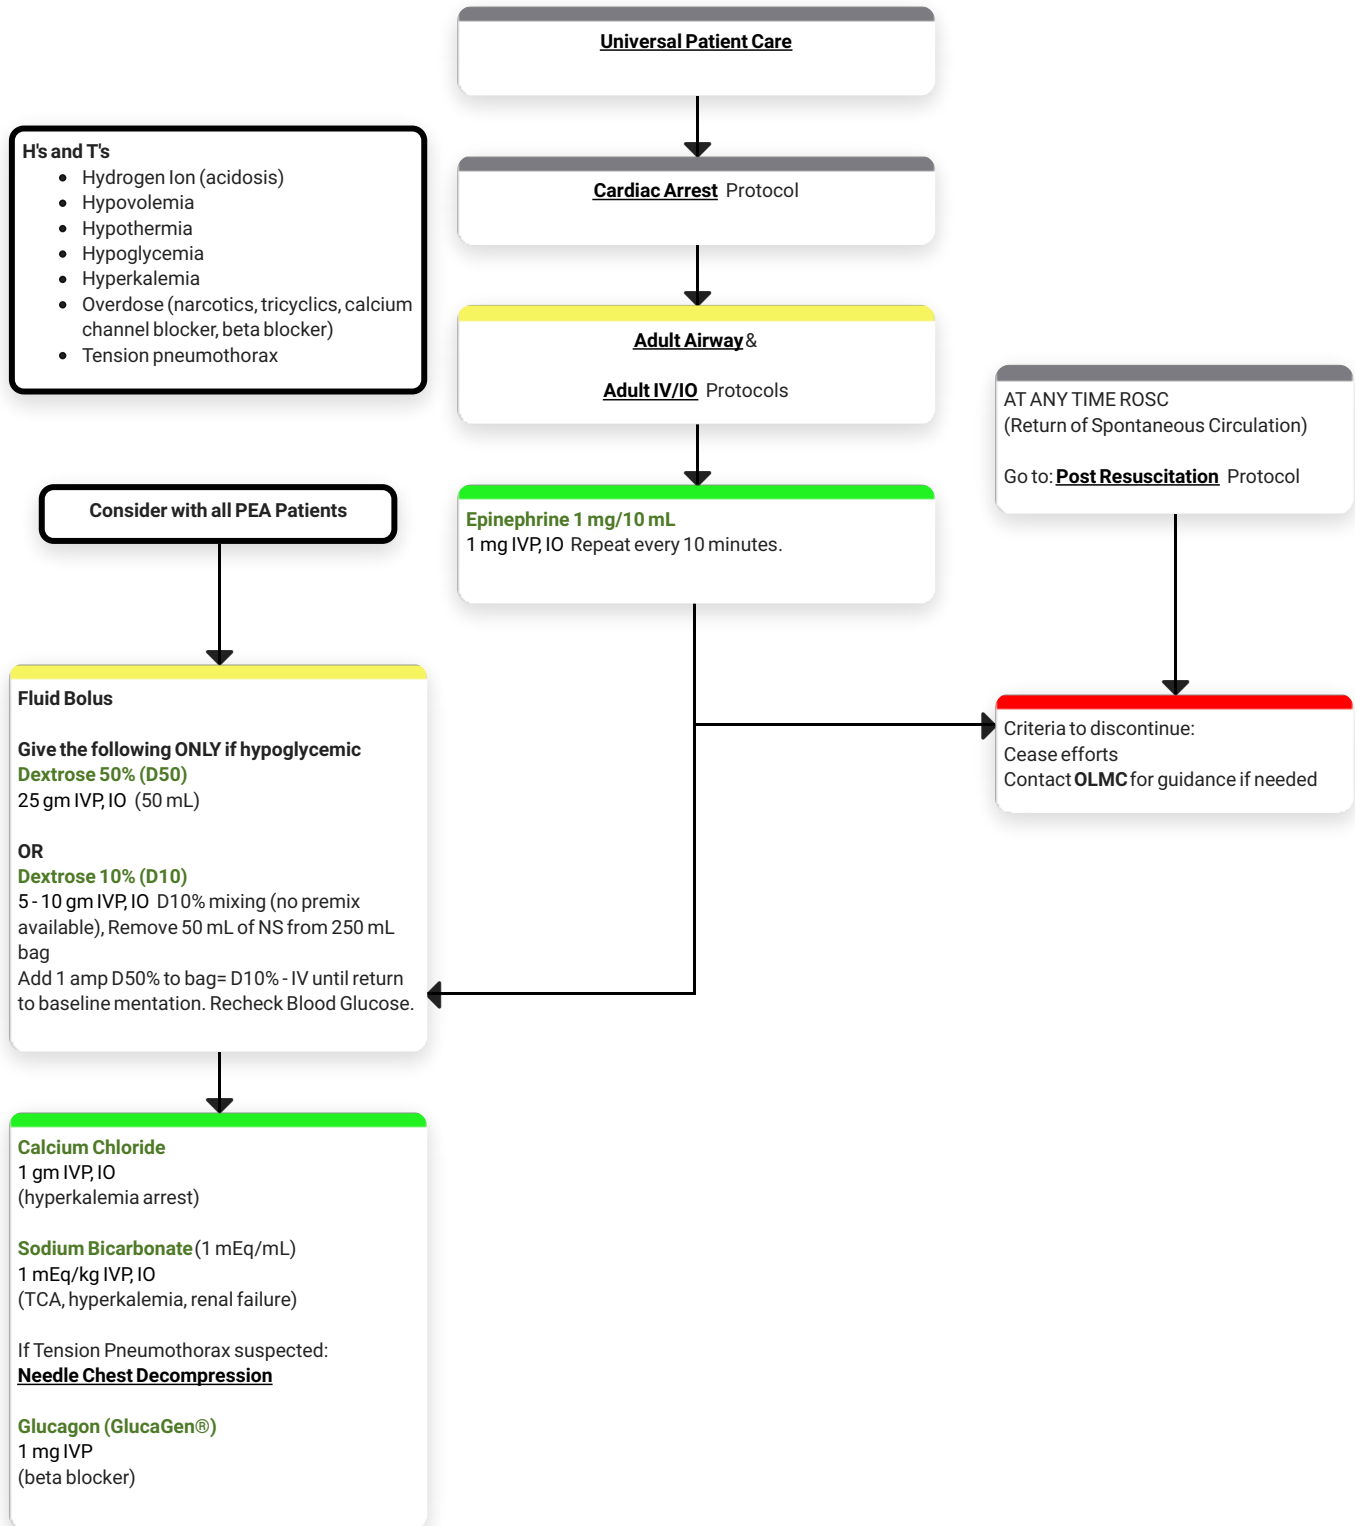 Universal Patient Care
H's and T's
Hydrogen Ion (acidosis)
Hypovolemia
Hypothermia
Hypoglycemia
Hyperkalemia
Overdose (narcotics, tricyclics, calcium
channel blocker, beta blocker)
Tension pneumothorax
Cardiac Arrest Protocol
Adult Airway &
Adult IV/IO Protocols
AT ANY TIME ROSC
(Return of Spontaneous Circulation)
Go to: Post Resuscitation Protocol
Consider with all PEA Patients
Epinephrine 1 mg/10 mL
1 mg IVP, IO Repeat every 10 minutes.
Fluid Bolus
Give the following ONLY if hypoglycemic
Dextrose 50% (D50)
25 gm IVP, IO (50 mL)
OR
Dextrose 10% (D10)
5 - 10 gm IVP, IO D10% mixing (no premix
available), Remove 50 mL of NS from 250 mL
bag
Add 1 amp D50% to bag= D10% - IV until return
to baseline mentation. Recheck Blood Glucose.
Criteria to discontinue:
Cease efforts
Contact OLMC for guidance if needed
Calcium Chloride
1 gm IVP, IO
(hyperkalemia arrest)
Sodium Bicarbonate (1 mEq/mL)
1 mEq/kg IVP, IO
(TCA, hyperkalemia, renal failure)
If Tension Pneumothorax suspected:
Needle Chest Decompression
Glucagon (GlucaGen®)
1 mg IVP
(beta blocker)